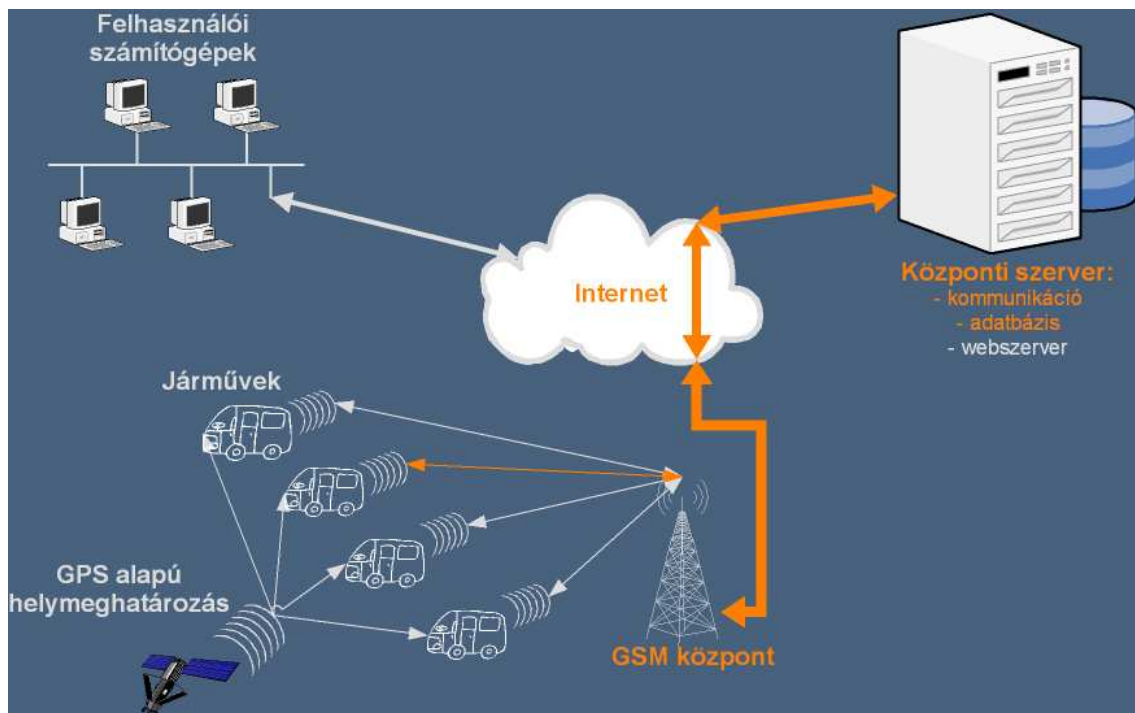 Felhasználói
számítógépek
Internet
Központi szerver:
- kommunikáció
- adatbázis
- webszerver
Járművek
GPS alapú
helymeghatározás
GSM központ